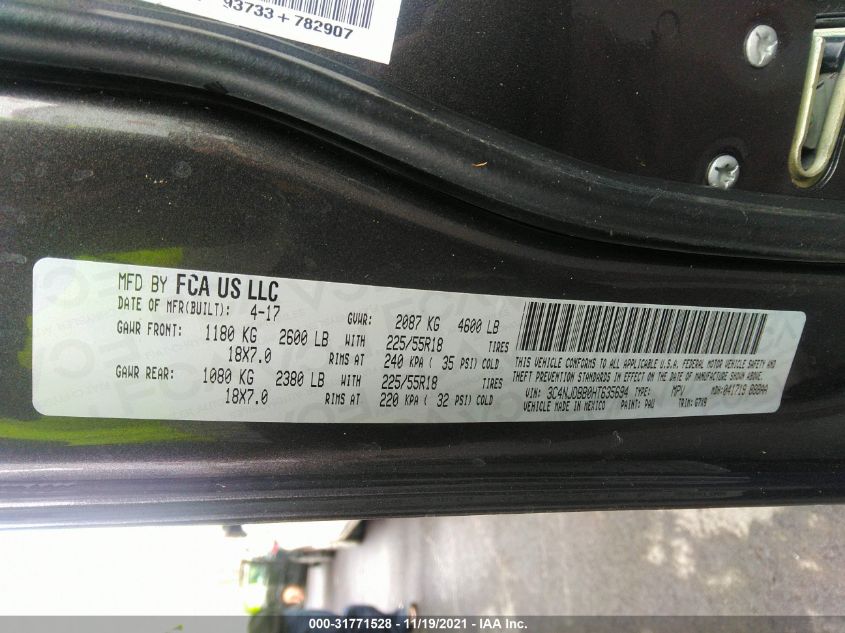 93733 + 782907
MFD BY FCA US LLC
DATE OF MFR(BUILT): 4-17 GVWR: 2087 KG 4600 LB
GAWR FRONT: 1180 KG 2600 LB WITH 225/55R18 TIRES
18X7.0 RIMS AT 240 KPA ( 35 PSI) COLD
GAWR REAR: 1080 KG 2380 LB WITH 225/55R18 TIRES
18X7.0 RIMS AT 220 KPA ( 32 PSI) COLD
THIS VEHICLE CONFORMS TO ALL APPLICABLE U.S.A. FEDERAL MOTOR VEHICLE SAFETY AND
THEFT PREVENTION STANDARDS IN EFFECT ON THE DATE OF MANUFACTURE SHOWN ABOVE.
VIN: 3C4NJDBB0HT635694 TYPE: MPV MDH: 041719
VEHICLE MADE IN MEXICO PAINT: PAU TRIM: G7X9
000-31771528 - 11/19/2021 - IAA Inc.